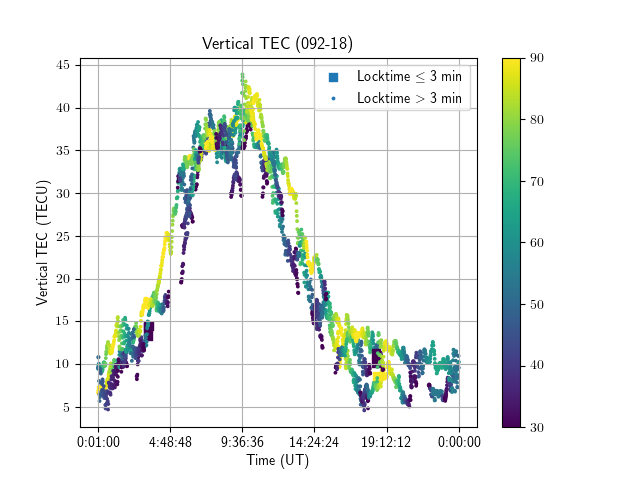 Vertical TEC (092-18)
Locktime ≤ 3 min
Locktime > 3 min
Vertical TEC (TECU)
45
40
35
30
25
20
15
10
5
0:01:00 4:48:48 9:36:36 14:24:24 19:12:12 0:00:00
Time (UT)
90
80
70
60
50
40
30